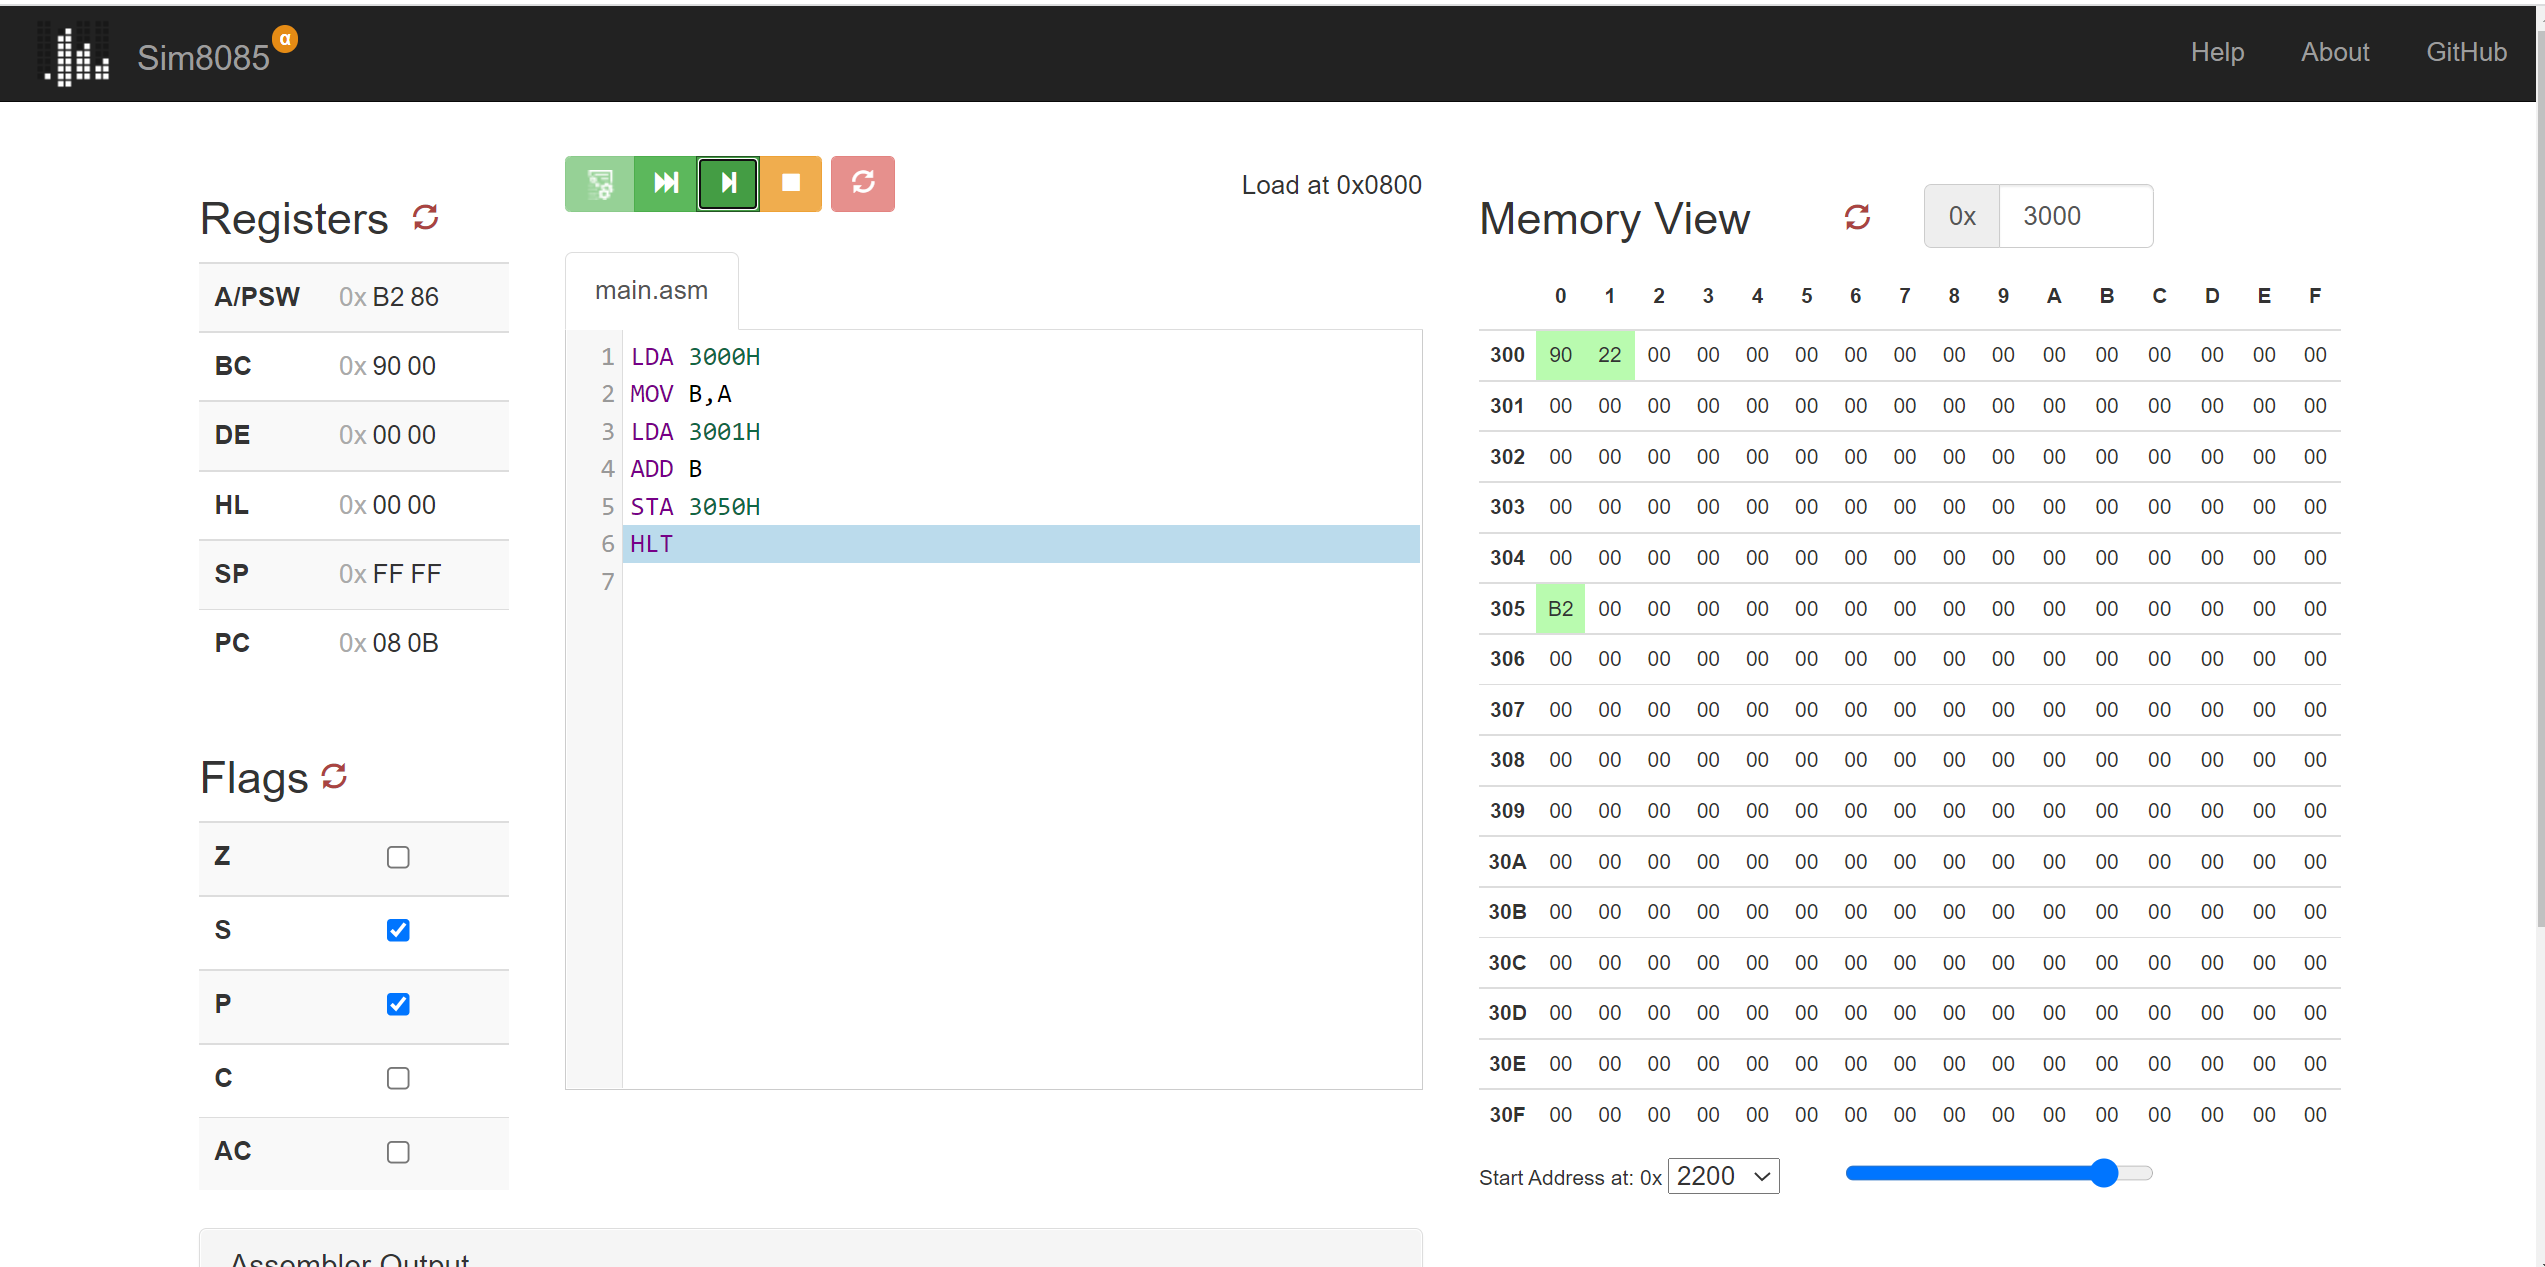 Sim8085 α
Help About GitHub
Load at 0x0800
Registers
A/PSW 0x B2 86
BC 0x 90 00
DE 0x 00 00
HL 0x 00 00
SP 0x FF FF
PC 0x 08 0B
Flags
Z
S
P
C
AC
main.asm
1 LDA 3000H
2 MOV B,A
3 LDA 3001H
4 ADD B
5 STA 3050H
6 HLT
7
Assembler Output
Memory View 0x 3000
0 1 2 3 4 5 6 7 8 9 A B C D E F
300 90 22 00 00 00 00 00 00 00 00 00 00 00 00 00 00
301 00 00 00 00 00 00 00 00 00 00 00 00 00 00 00 00
302 00 00 00 00 00 00 00 00 00 00 00 00 00 00 00 00
303 00 00 00 00 00 00 00 00 00 00 00 00 00 00 00 00
304 00 00 00 00 00 00 00 00 00 00 00 00 00 00 00 00
305 B2 00 00 00 00 00 00 00 00 00 00 00 00 00 00 00
306 00 00 00 00 00 00 00 00 00 00 00 00 00 00 00 00
307 00 00 00 00 00 00 00 00 00 00 00 00 00 00 00 00
308 00 00 00 00 00 00 00 00 00 00 00 00 00 00 00 00
309 00 00 00 00 00 00 00 00 00 00 00 00 00 00 00 00
30A 00 00 00 00 00 00 00 00 00 00 00 00 00 00 00 00
30B 00 00 00 00 00 00 00 00 00 00 00 00 00 00 00 00
30C 00 00 00 00 00 00 00 00 00 00 00 00 00 00 00 00
30D 00 00 00 00 00 00 00 00 00 00 00 00 00 00 00 00
30E 00 00 00 00 00 00 00 00 00 00 00 00 00 00 00 00
30F 00 00 00 00 00 00 00 00 00 00 00 00 00 00 00 00
Start Address at: 0x 2200